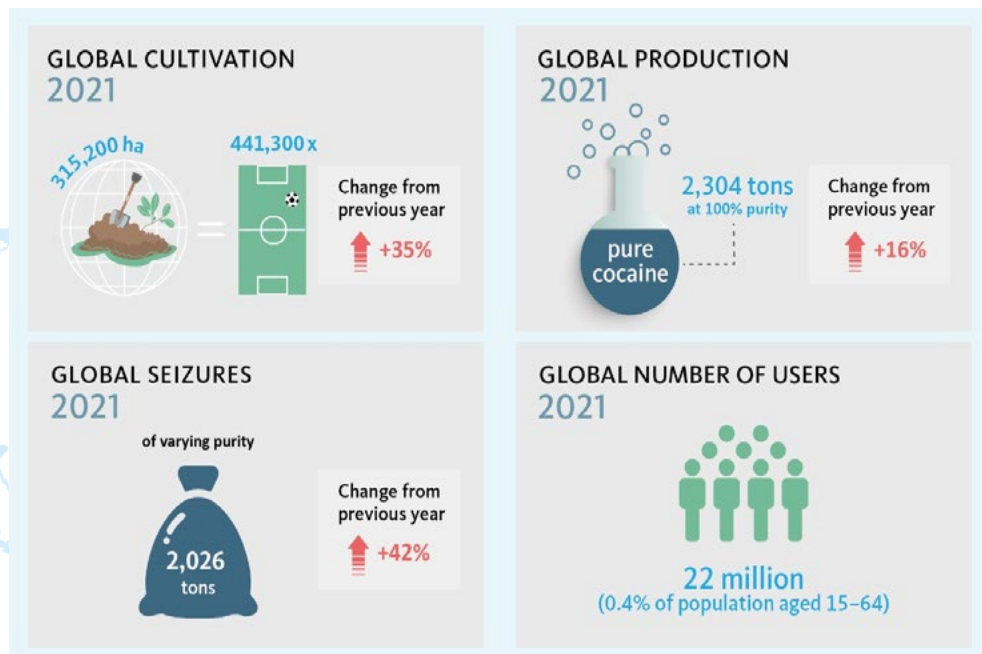 GLOBAL CULTIVATION
2021
315,200 ha
441,300 x
Change from
previous year
+35%
GLOBAL PRODUCTION
2021
2,304 tons
at 100% purity
pure
cocaine
Change from
previous year
+16%
GLOBAL SEIZURES
2021
of varying purity
2,026
tons
Change from
previous year
+42%
GLOBAL NUMBER OF USERS
2021
22 million
(0.4% of population aged 15–64)